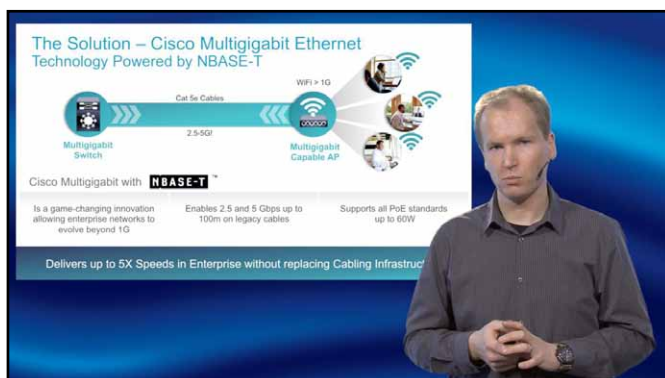 The Solution – Cisco Multigigabit Ethernet
Technology Powered by NBASE-T
WiFi > 1G
Cat 5e Cables
2.5-5G!
Multigigabit
Switch
Multigigabit
Capable AP
Cisco Multigigabit with NBASE-T™
Is a game-changing innovation
allowing enterprise networks to
evolve beyond 1G
Enables 2.5 and 5 Gbps up to
100m on legacy cables
Supports all PoE standards
up to 60W
Delivers up to 5X Speeds in Enterprise without replacing Cabling Infrastruct